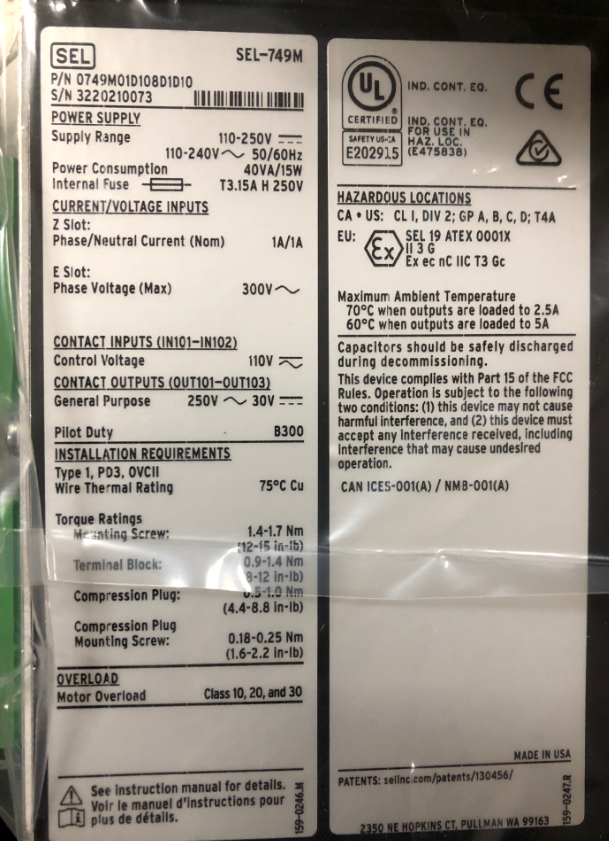 SEL SEL-749M
P/N 0749M01D108D1D10
S/N 3220210073
POWER SUPPLY
Supply Range 110-250V ⎓
110-240V ~ 50/60Hz
Power Consumption 40VA/15W
Internal Fuse T3.15A H 250V
CURRENT/VOLTAGE INPUTS
Z Slot:
Phase/Neutral Current (Nom) 1A/1A
E Slot:
Phase Voltage (Max) 300V ~
CONTACT INPUTS (IN101-IN102)
Control Voltage 110V ⏦
CONTACT OUTPUTS (OUT101-OUT103)
General Purpose 250V ~ 30V ⎓
Pilot Duty B300
INSTALLATION REQUIREMENTS
Type 1, PD3, OVCII
Wire Thermal Rating 75°C Cu
Torque Ratings
Mounting Screw: 1.4-1.7 Nm
(12-15 in-lb)
Terminal Block: 0.9-1.4 Nm
(8-12 in-lb)
Compression Plug: 0.5-1.0 Nm
(4.4-8.8 in-lb)
Compression Plug
Mounting Screw: 0.18-0.25 Nm
(1.6-2.2 in-lb)
OVERLOAD
Motor Overload Class 10, 20, and 30
See instruction manual for details.
Voir le manuel d'instructions pour
plus de détails.
159-0246.M
UL ® IND. CONT. EQ. CE
CERTIFIED IND. CONT. EQ.
SAFETY US-CA FOR USE IN
E202915 HAZ. LOC.
(E475838)
HAZARDOUS LOCATIONS
CA • US: CL I, DIV 2; GP A, B, C, D; T4A
EU: Ex SEL 19 ATEX 0001X
II 3 G
Ex ec nC IIC T3 Gc
Maximum Ambient Temperature
70°C when outputs are loaded to 2.5A
60°C when outputs are loaded to 5A
Capacitors should be safely discharged
during decommissioning.
This device complies with Part 15 of the FCC
Rules. Operation is subject to the following
two conditions: (1) this device may not cause
harmful interference, and (2) this device must
accept any interference received, including
interference that may cause undesired
operation.
CAN ICES-001(A) / NMB-001(A)
MADE IN USA
PATENTS: selinc.com/patents/130456/
2350 NE HOPKINS CT, PULLMAN WA 99163
159-0247.R